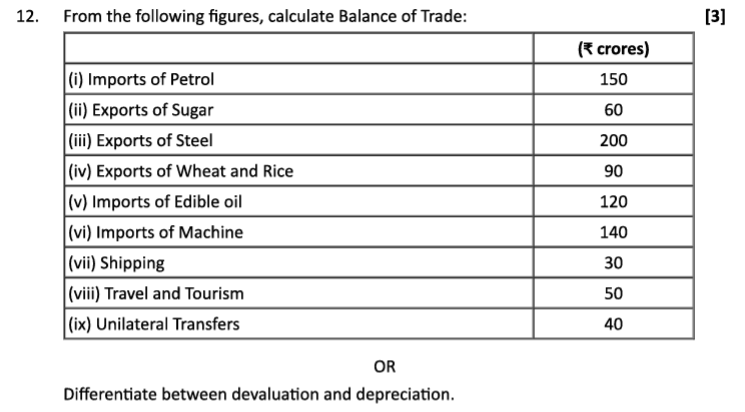 12. From the following figures, calculate Balance of Trade: [3]
(₹ crores)
(i) Imports of Petrol 150
(ii) Exports of Sugar 60
(iii) Exports of Steel 200
(iv) Exports of Wheat and Rice 90
(v) Imports of Edible oil 120
(vi) Imports of Machine 140
(vii) Shipping 30
(viii) Travel and Tourism 50
(ix) Unilateral Transfers 40
OR
Differentiate between devaluation and depreciation.